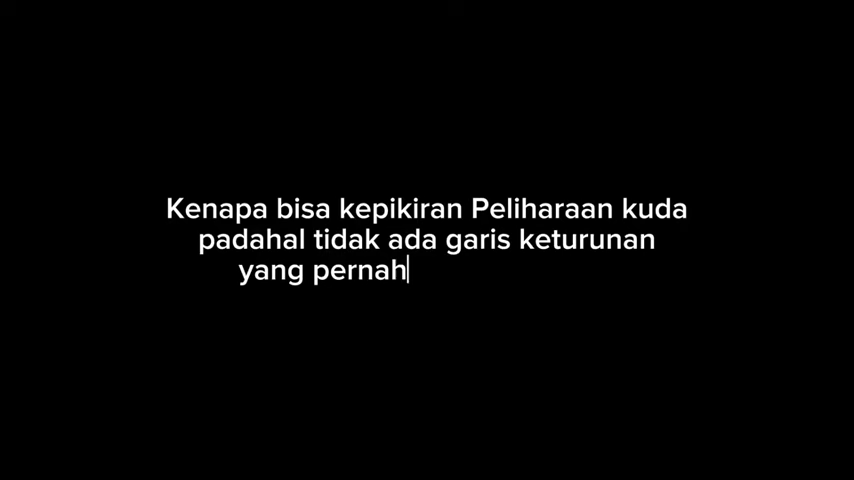 Kenapa bisa kepikiran Peliharaan kuda
padahal tidak ada garis keturunan
yang pernah